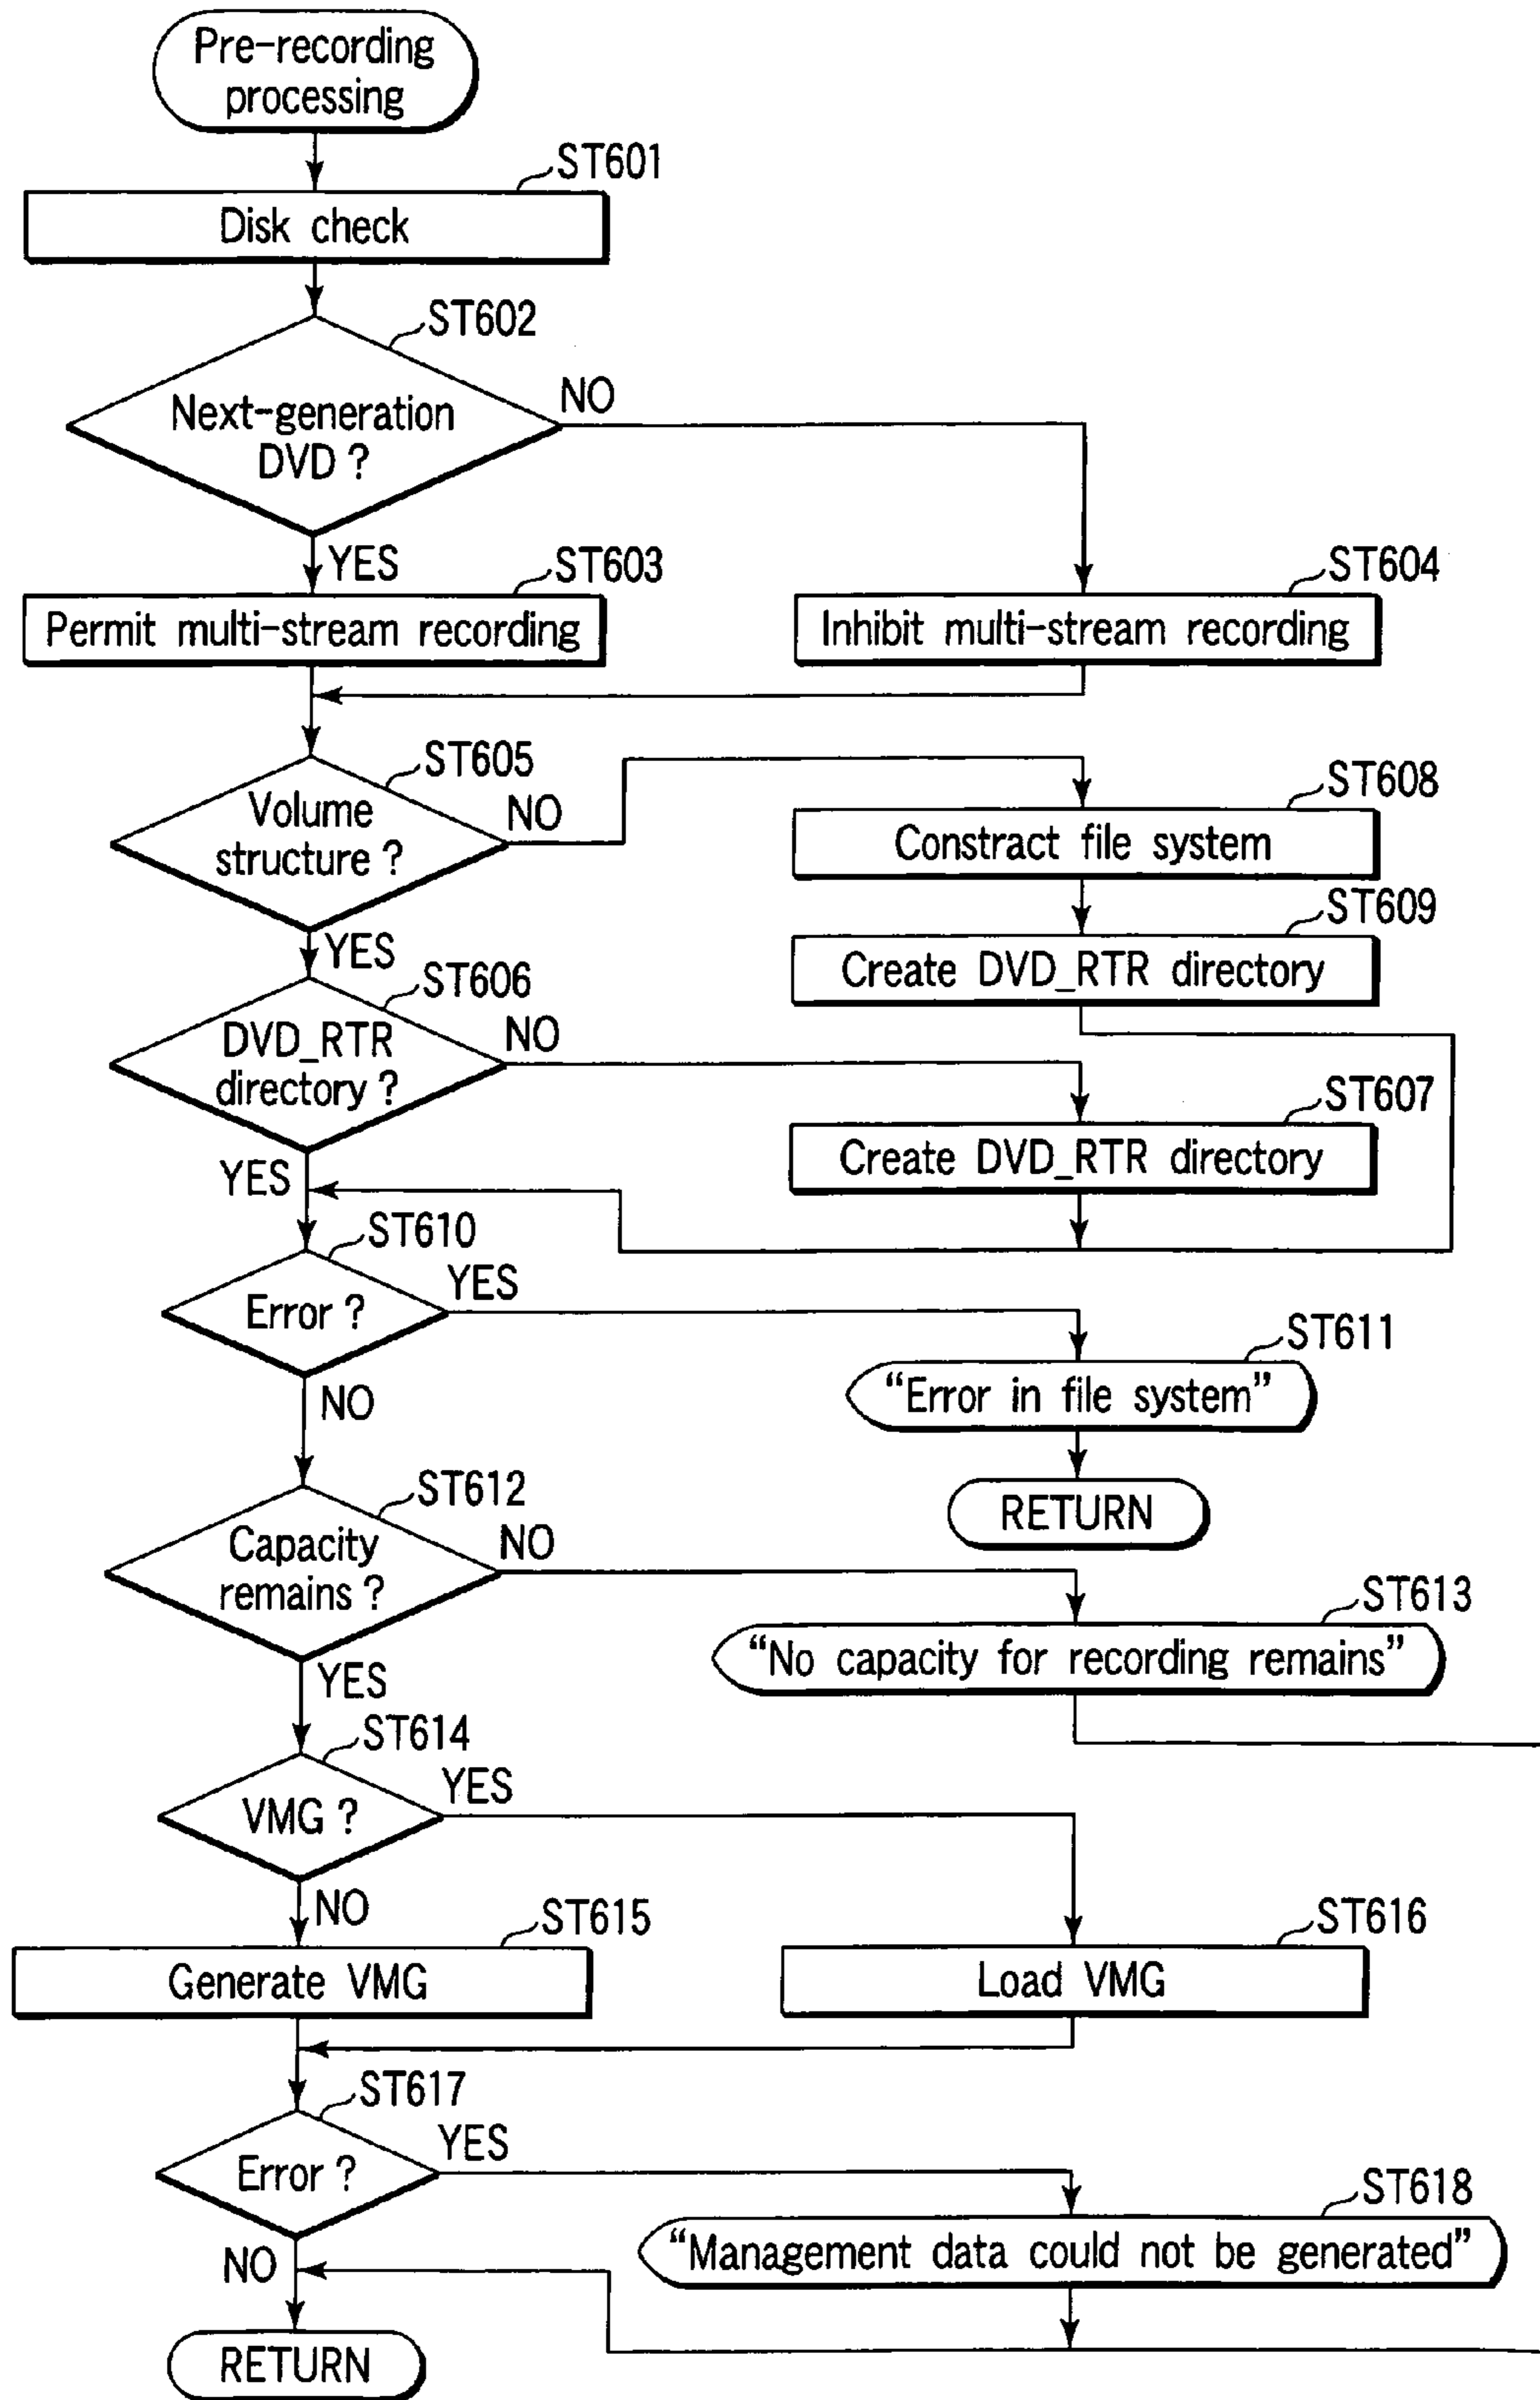 Pre-recording
processing
ST601
Disk check
ST602
Next-generation
DVD ?
NO
YES
ST603
ST604
Permit multi-stream recording
Inhibit multi-stream recording
ST605
Volume
structure ?
NO
ST608
Constract file system
ST609
Create DVD_RTR directory
YES
ST606
DVD_RTR
directory ?
NO
ST607
Create DVD_RTR directory
YES
ST610
Error ?
YES
ST611
“Error in file system”
RETURN
NO
ST612
Capacity
remains ?
NO
ST613
“No capacity for recording remains”
YES
ST614
VMG ?
YES
NO
ST615
ST616
Generate VMG
Load VMG
ST617
Error ?
YES
ST618
“Management data could not be generated”
NO
RETURN